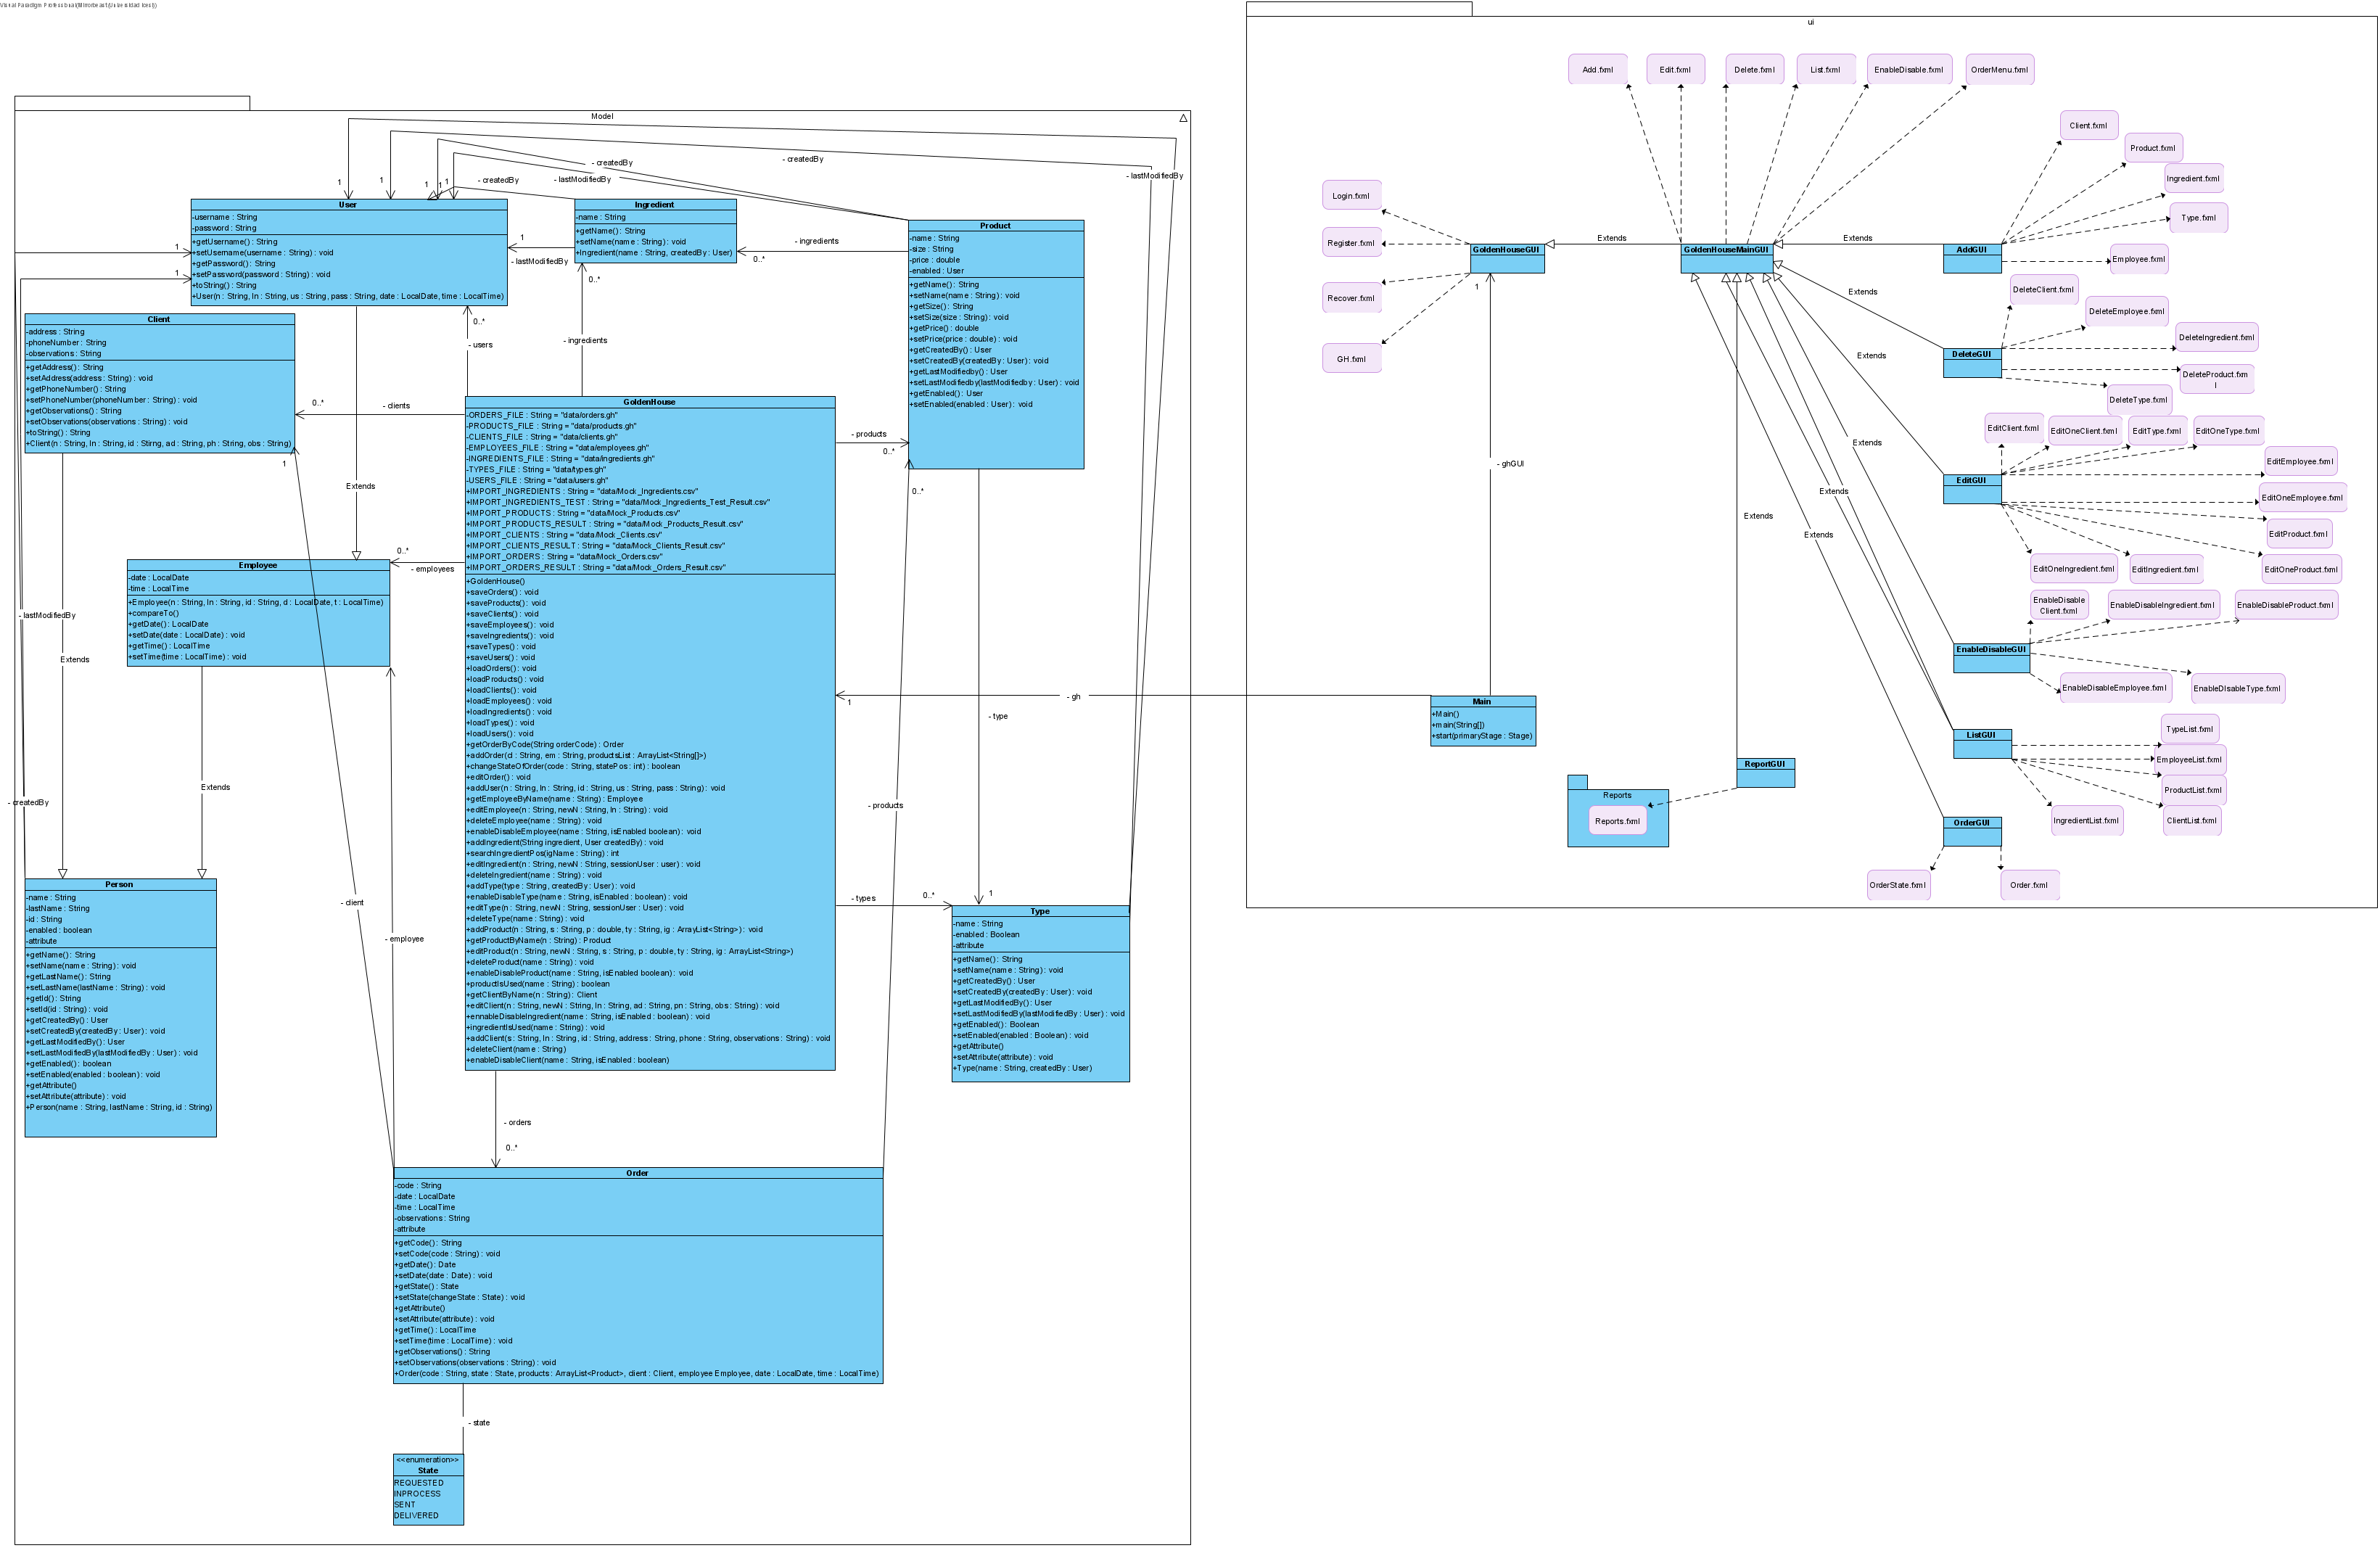 Model
- createdBy
- createdBy
- lastModifiedBy
- createdBy
- lastModifiedBy
1
1
1
1
1
User
-username : String
-password : String
+getUsername() : String
+setUsername(username : String) : void
+getPassword() : String
+setPassword(password : String) : void
+toString() : String
+User(n : String, ln : String, us : String, pass : String, date : LocalDate, time : LocalTime)
1
1
1
- lastModifiedBy
Ingredient
-name : String
+getName() : String
+setName(name : String) : void
+Ingredient(name : String, createdBy : User)
- ingredients
0..*
0..*
Product
-name : String
-size : String
-price : double
-enabled : User
+getName() : String
+setName(name : String) : void
+getSize() : String
+setSize(size : String) : void
+getPrice() : double
+setPrice(price : double) : void
+getCreatedBy() : User
+setCreatedBy(createdBy : User) : void
+getLastModifiedby() : User
+setLastModifiedby(lastModifiedby : User) : void
+getEnabled() : User
+setEnabled(enabled : User) : void
Client
-address : String
-phoneNumber : String
-observations : String
+getAddress() : String
+setAddress(address : String) : void
+getPhoneNumber() : String
+setPhoneNumber(phoneNumber : String) : void
+getObservations() : String
+setObservations(observations : String) : void
+toString() : String
+Client(n : String, ln : String, id : Stirng, ad : String, ph : String, obs : String)
1
0..*
- users
- ingredients
0..*
- clients
- products
0..*
0..*
Extends
GoldenHouse
-ORDERS_FILE : String = "data/orders.gh"
-PRODUCTS_FILE : String = "data/products.gh"
-CLIENTS_FILE : String = "data/clients.gh"
-EMPLOYEES_FILE : String = "data/employees.gh"
-INGREDIENTS_FILE : String = "data/ingredients.gh"
-TYPES_FILE : String = "data/types.gh"
-USERS_FILE : String = "data/users.gh"
+IMPORT_INGREDIENTS : String = "data/Mock_Ingredients.csv"
+IMPORT_INGREDIENTS_TEST : String = "data/Mock_Ingredients_Test_Result.csv"
+IMPORT_PRODUCTS : String = "data/Mock_Products.csv"
+IMPORT_PRODUCTS_RESULT : String = "data/Mock_Products_Result.csv"
+IMPORT_CLIENTS : String = "data/Mock_Clients.csv"
+IMPORT_CLIENTS_RESULT : String = "data/Mock_Clients_Result.csv"
+IMPORT_ORDERS : String = "data/Mock_Orders.csv"
+IMPORT_ORDERS_RESULT : String = "data/Mock_Orders_Result.csv"
+GoldenHouse()
+saveOrders() : void
+saveProducts() : void
+saveClients() : void
+saveEmployees() : void
+saveIngredients() : void
+saveTypes() : void
+saveUsers() : void
+loadOrders() : void
+loadProducts() : void
+loadClients() : void
+loadEmployees() : void
+loadIngredients() : void
+loadTypes() : void
+loadUsers() : void
+getOrderByCode(String orderCode) : Order
+addOrder(cl : String, em : String, productsList : ArrayList<String[]>)
+changeStateOfOrder(code : String, statePos : int) : boolean
+editOrder() : void
+addUser(n : String, ln : String, id : String, us : String, pass : String) : void
+getEmployeeByName(name : String) : Employee
+editEmployee(n : String, newN : String, ln : String) : void
+deleteEmployee(name : String) : void
+enableDisableEmployee(name : String, isEnabled boolean) : void
+addIngredient(String ingredient, User createdBy) : void
+searchIngredientPos(igName : String) : int
+editIngredient(n : String, newN : String, sessionUser : user) : void
+deleteIngredient(name : String) : void
+addType(type : String, createdBy : User) : void
+enableDisableType(name : String, isEnabled : boolean) : void
+editType(n : String, newN : String, sessionUser : User) : void
+deleteType(name : String) : void
+addProduct(n : String, s : String, p : double, ty : String, ig : ArrayList<String>) : void
+getProductByName(n : String) : Product
+editProduct(n : String, newN : String, s : String, p : double, ty : String, ig : ArrayList<String>)
+deleteProduct(name : String) : void
+enableDisableProduct(name : String, isEnabled boolean) : void
+productIsUsed(name : String) : boolean
+getClientByName(n : String) : Client
+editClient(n : String, newN : String, ln : String, ad : String, pn : String, obs : String) : void
+ennableDisableIngredient(name : String, isEnabled : boolean) : void
+ingredientIsUsed(name : String) : void
+addClient(s : String, ln : String, id : String, address : String, phone : String, observations : String) : void
+deleteClient(name : String)
+enableDisableClient(name : String, isEnabled : boolean)
0..*
- employees
Employee
-date : LocalDate
-time : LocalTime
+Employee(n : String, ln : String, id : String, d : LocalDate, t : LocalTime)
+compareTo()
+getDate() : LocalDate
+setDate(date : LocalDate) : void
+getTime() : LocalTime
+setTime(time : LocalTime) : void
- lastModifiedBy
Extends
Extends
- createdBy
- type
- products
- client
- employee
Person
-name : String
-lastName : String
-id : String
-enabled : boolean
-attribute
+getName() : String
+setName(name : String) : void
+getLastName() : String
+setLastName(lastName : String) : void
+getId() : String
+setId(id : String) : void
+getCreatedBy() : User
+setCreatedBy(createdBy : User) : void
+getLastModifiedBy() : User
+setLastModifiedBy(lastModifiedBy : User) : void
+getEnabled() : boolean
+setEnabled(enabled : boolean) : void
+getAttribute()
+setAttribute(attribute) : void
+Person(name : String, lastName : String, id : String)
- types
0..*
1
Type
-name : String
-enabled : Boolean
-attribute
+getName() : String
+setName(name : String) : void
+getCreatedBy() : User
+setCreatedBy(createdBy : User) : void
+getLastModifiedBy() : User
+setLastModifiedBy(lastModifiedBy : User) : void
+getEnabled() : Boolean
+setEnabled(enabled : Boolean) : void
+getAttribute()
+setAttribute(attribute) : void
+Type(name : String, createdBy : User)
- orders
0..*
Order
-code : String
-date : LocalDate
-time : LocalTime
-observations : String
-attribute
+getCode() : String
+setCode(code : String) : void
+getDate() : Date
+setDate(date : Date) : void
+getState() : State
+setState(changeState : State) : void
+getAttribute()
+setAttribute(attribute) : void
+getTime() : LocalTime
+setTime(time : LocalTime) : void
+getObservations() : String
+setObservations(observations : String) : void
+Order(code : String, state : State, products : ArrayList<Product>, client : Client, employee Employee, date : LocalDate, time : LocalTime)
- state
<<enumeration>>
State
REQUESTED
INPROCESS
SENT
DELIVERED
ui
Add.fxml
Edit.fxml
Delete.fxml
List.fxml
EnableDisable.fxml
OrderMenu.fxml
Login.fxml
Register.fxml
Recover.fxml
GH.fxml
GoldenHouseGUI
1
Extends
GoldenHouseMainGUI
Extends
AddGUI
Client.fxml
Product.fxml
Ingredient.fxml
Type.fxml
Employee.fxml
Extends
DeleteGUI
DeleteClient.fxml
DeleteEmployee.fxml
DeleteIngredient.fxml
DeleteProduct.fxm
l
DeleteType.fxml
Extends
EditGUI
EditClient.fxml
EditOneClient.fxml
EditType.fxml
EditOneType.fxml
EditEmployee.fxml
EditOneEmployee.fxml
EditProduct.fxml
EditOneProduct.fxml
EditIngredient.fxml
EditOneIngredient.fxml
Extends
EnableDisableGUI
EnableDisable
Client.fxml
EnableDisableIngredient.fxml
EnableDisableProduct.fxml
EnableDisableEmployee.fxml
EnableDIsableType.fxml
Extends
ListGUI
TypeList.fxml
EmployeeList.fxml
ProductList.fxml
ClientList.fxml
IngredientList.fxml
Extends
OrderGUI
OrderState.fxml
Order.fxml
Extends
ReportGUI
Reports
Reports.fxml
- ghGUI
- gh
1
Main
+Main()
+main(String[])
+start(primaryStage : Stage)